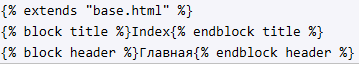 {% extends "base.html" %}
{% block title %}Index{% endblock title %}
{% block header %}Главная{% endblock header %}